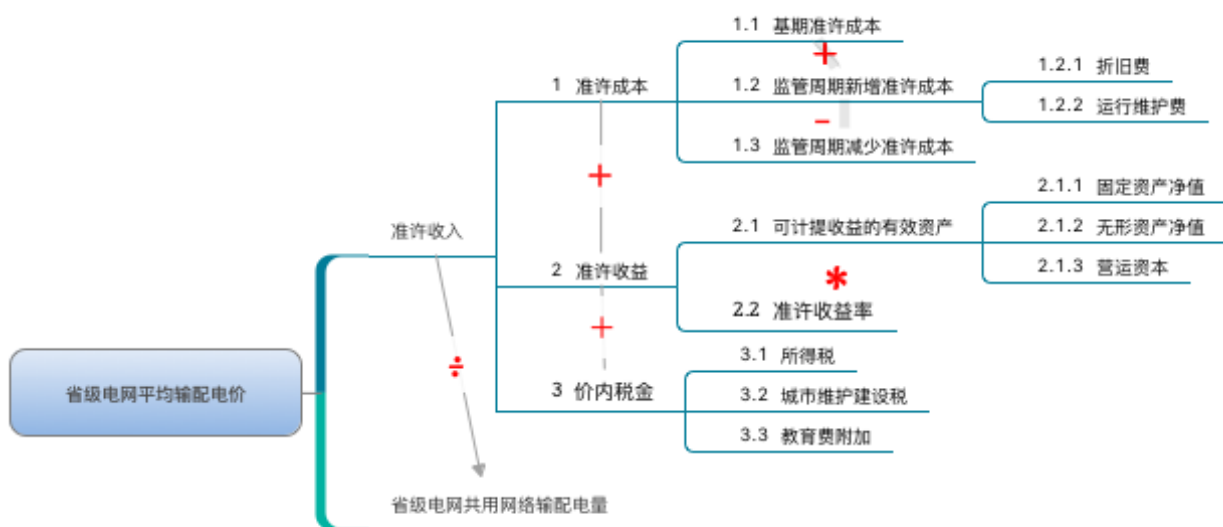 省级电网平均输配电价
准许收入
÷
省级电网共用网络输配电量
1 准许成本
+
2 准许收益
+
3 价内税金
1.1 基期准许成本
+
1.2 监管周期新增准许成本
-
1.3 监管周期减少准许成本
1.2.1 折旧费
1.2.2 运行维护费
2.1 可计提收益的有效资产
*
2.2 准许收益率
2.1.1 固定资产净值
2.1.2 无形资产净值
2.1.3 营运资本
3.1 所得税
3.2 城市维护建设税
3.3 教育费附加